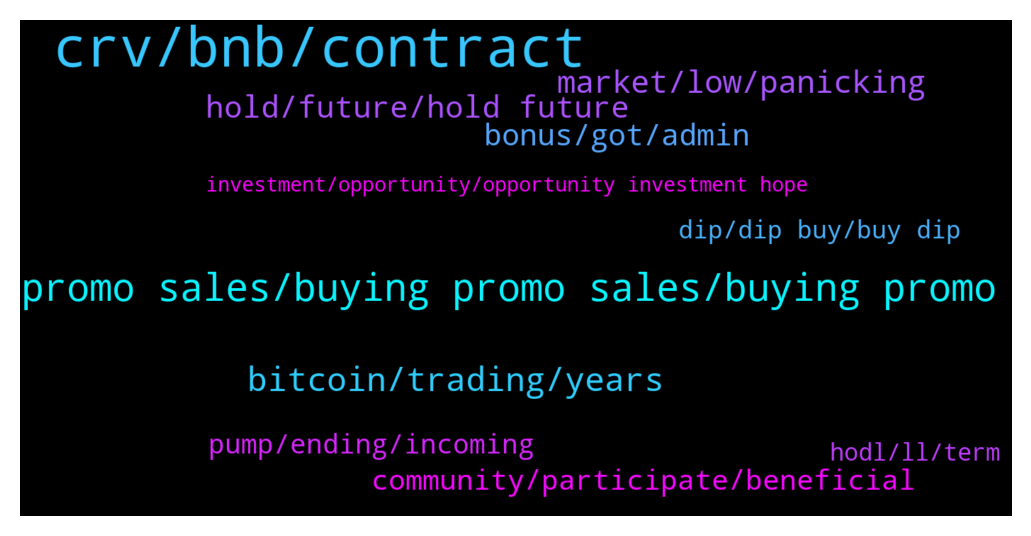 crv/bnb/contract
market/low/panicking
hold/future/hold future
bonus/got/admin
investment/opportunity/opportunity investment hope
dip/dip buy/buy dip
promo sales/buying promo sales/buying promo
bitcoin/trading/years
pump/ending/incoming
hodl/ll/term
community/participate/beneficial